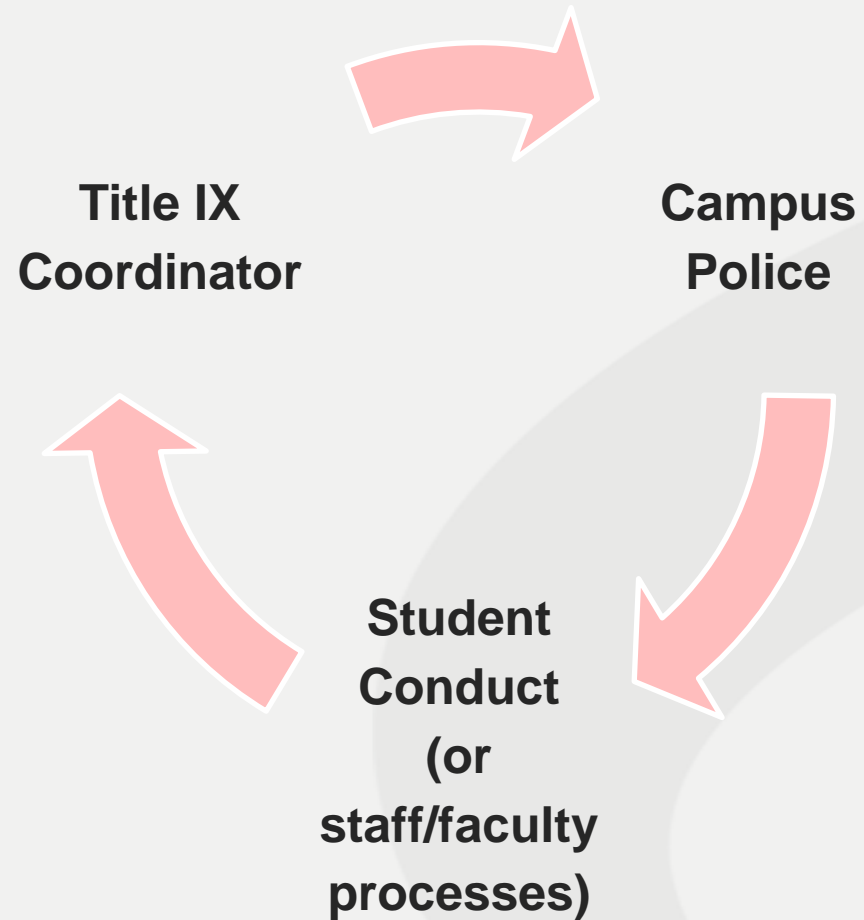 Title IX
Coordinator
Campus
Police
Student
Conduct
(or
staff/faculty
processes)